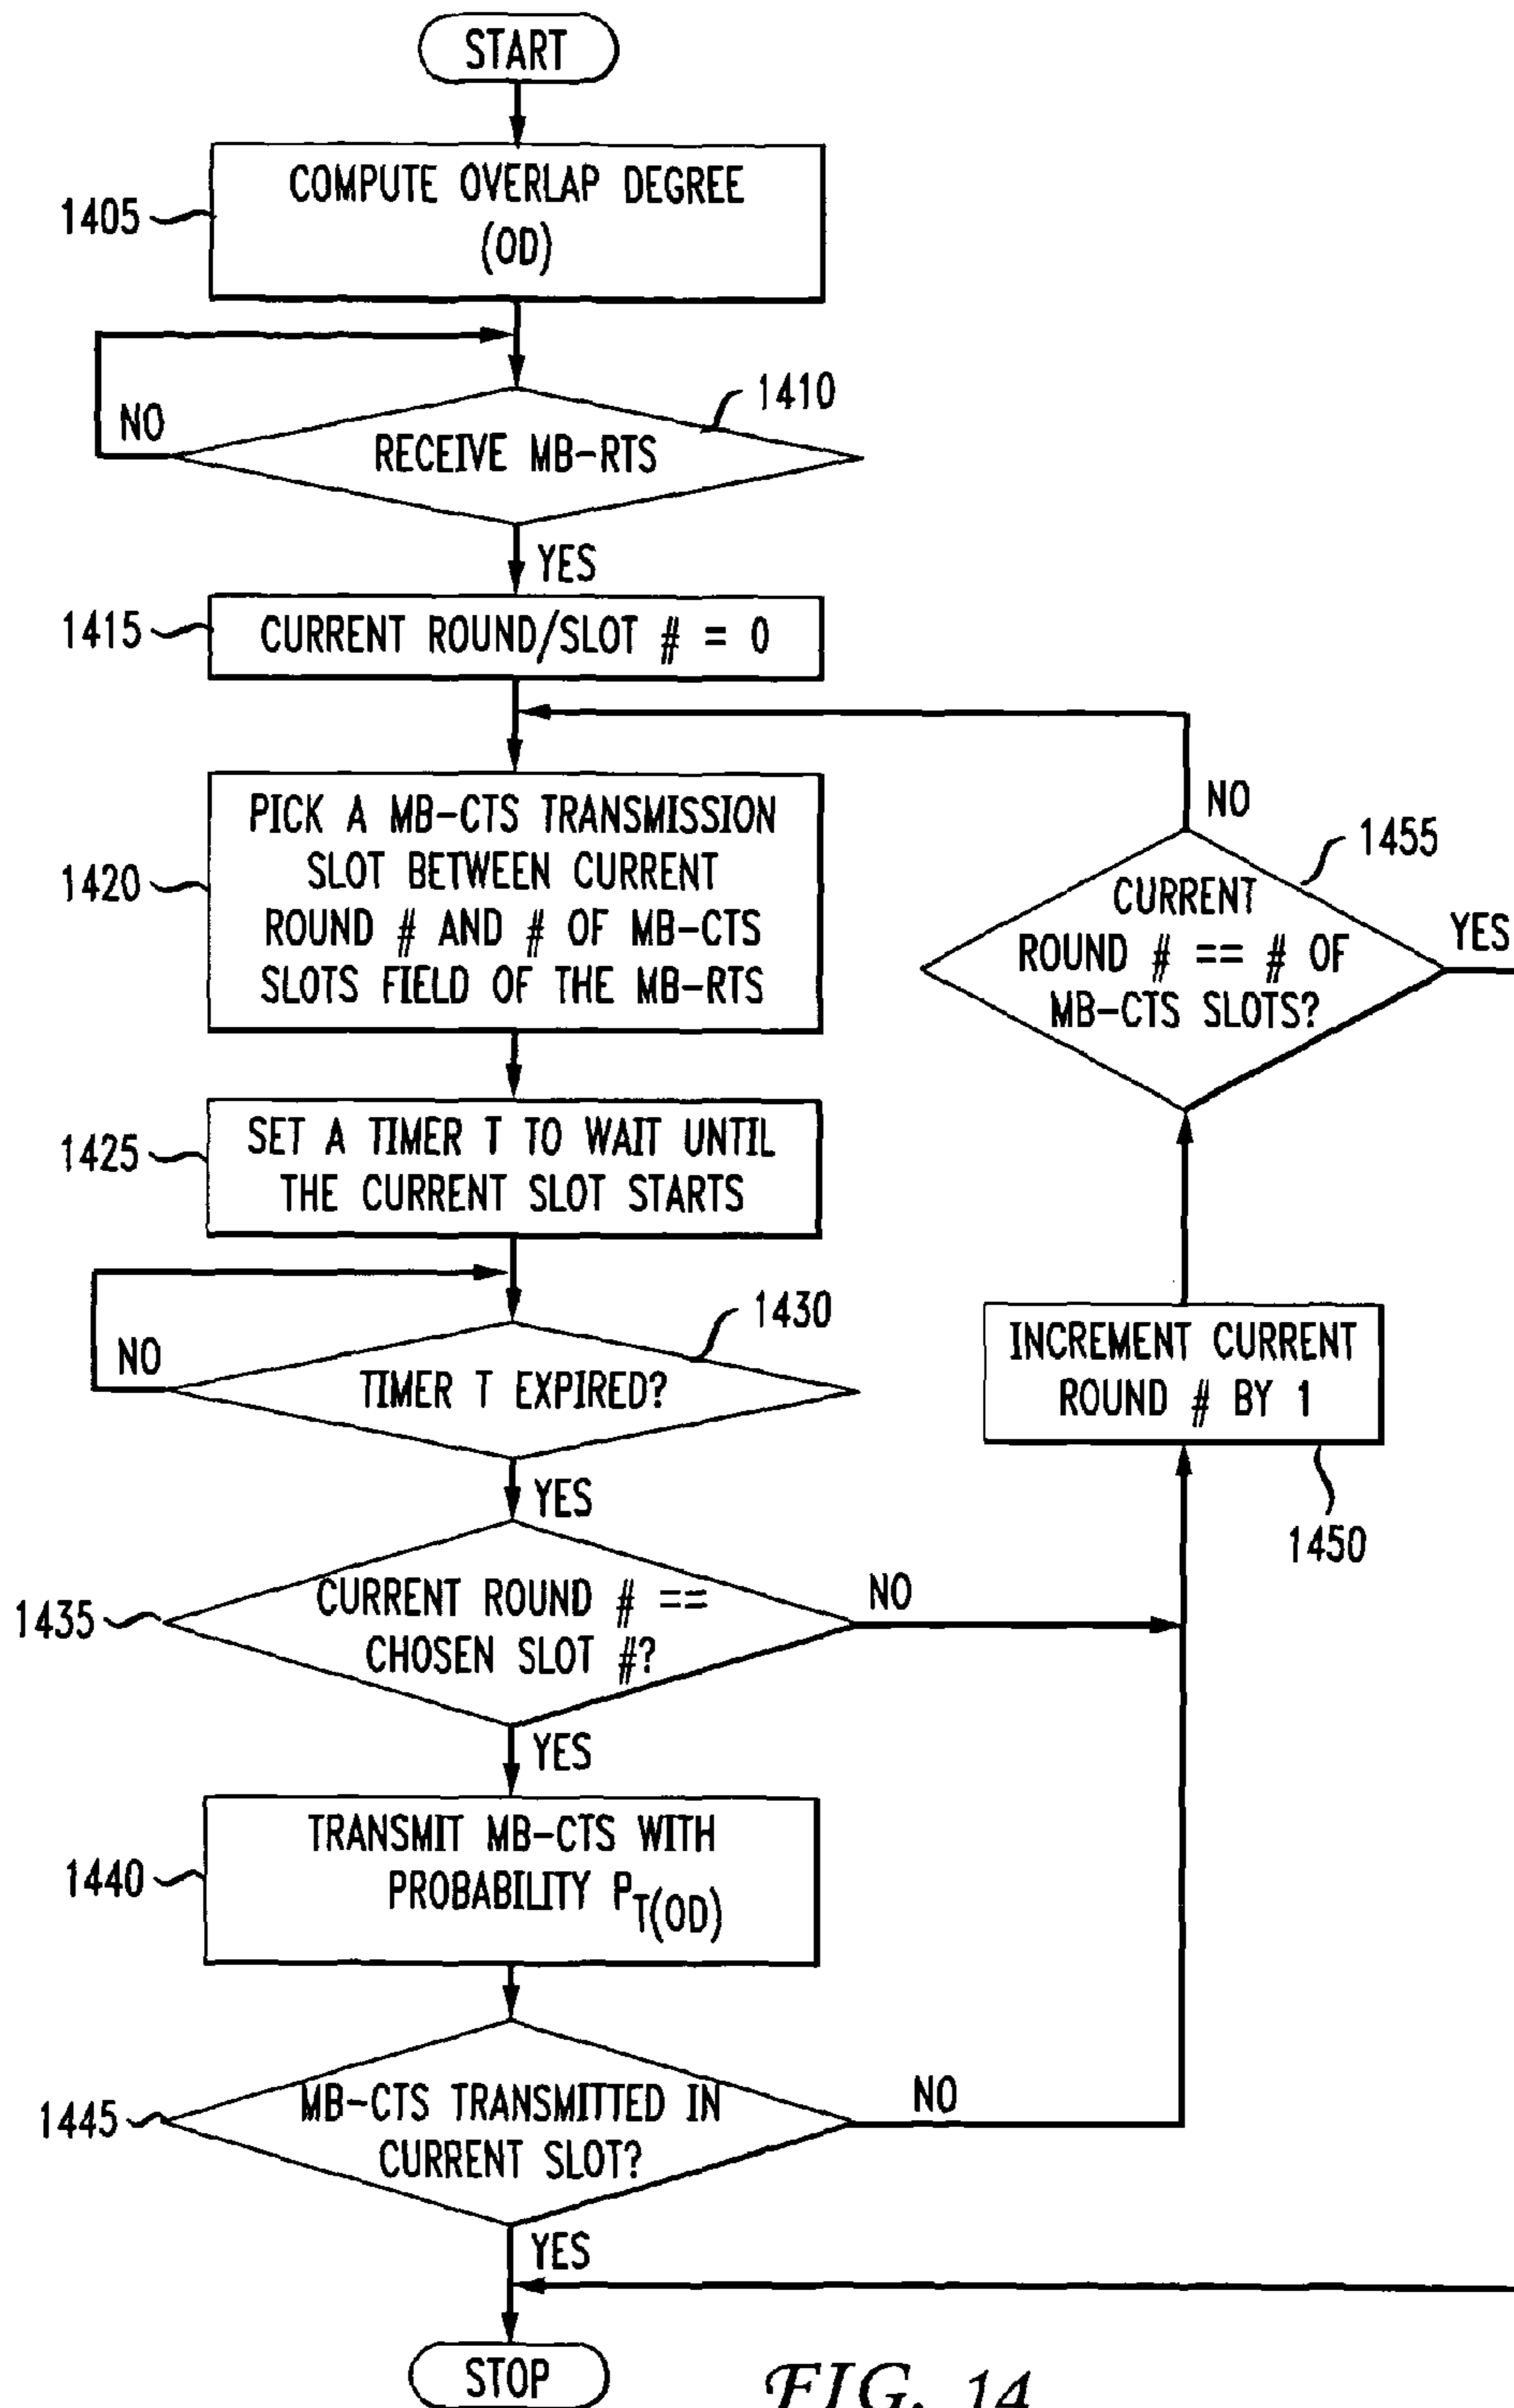 START
COMPUTE OVERLAP DEGREE
(OD)
1405
1410
NO
RECEIVE MB-RTS
YES
1415
CURRENT ROUND/SLOT # = 0
PICK A MB-CTS TRANSMISSION
SLOT BETWEEN CURRENT
ROUND # AND # OF MB-CTS
SLOTS FIELD OF THE MB-RTS
1420
NO
1455
CURRENT
ROUND # == # OF
MB-CTS SLOTS?
YES
1425
SET A TIMER T TO WAIT UNTIL
THE CURRENT SLOT STARTS
1430
NO
TIMER T EXPIRED?
YES
INCREMENT CURRENT
ROUND # BY 1
1450
1435
CURRENT ROUND # ==
CHOSEN SLOT #?
NO
YES
1440
TRANSMIT MB-CTS WITH
PROBABILITY PT(OD)
1445
MB-CTS TRANSMITTED IN
CURRENT SLOT?
NO
YES
STOP
FIG. 14